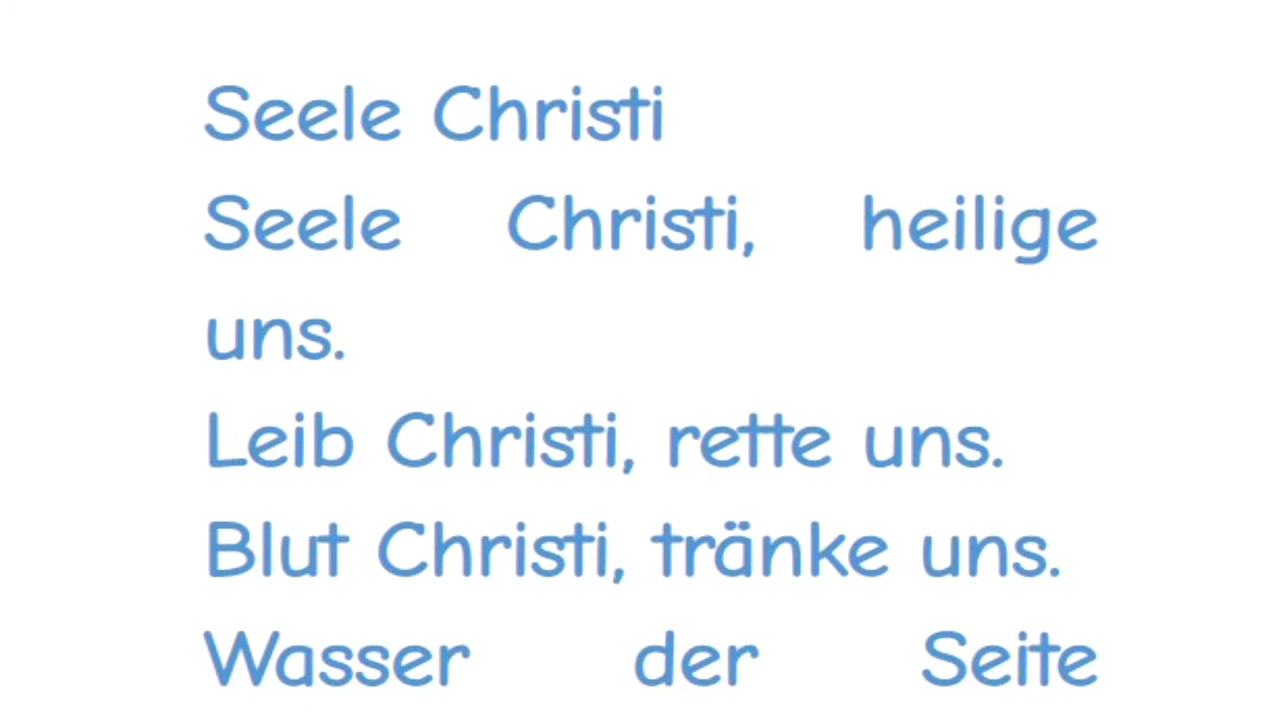 Seele Christi
Seele Christi, heilige
uns.
Leib Christi, rette uns.
Blut Christi, tränke uns.
Wasser der Seite